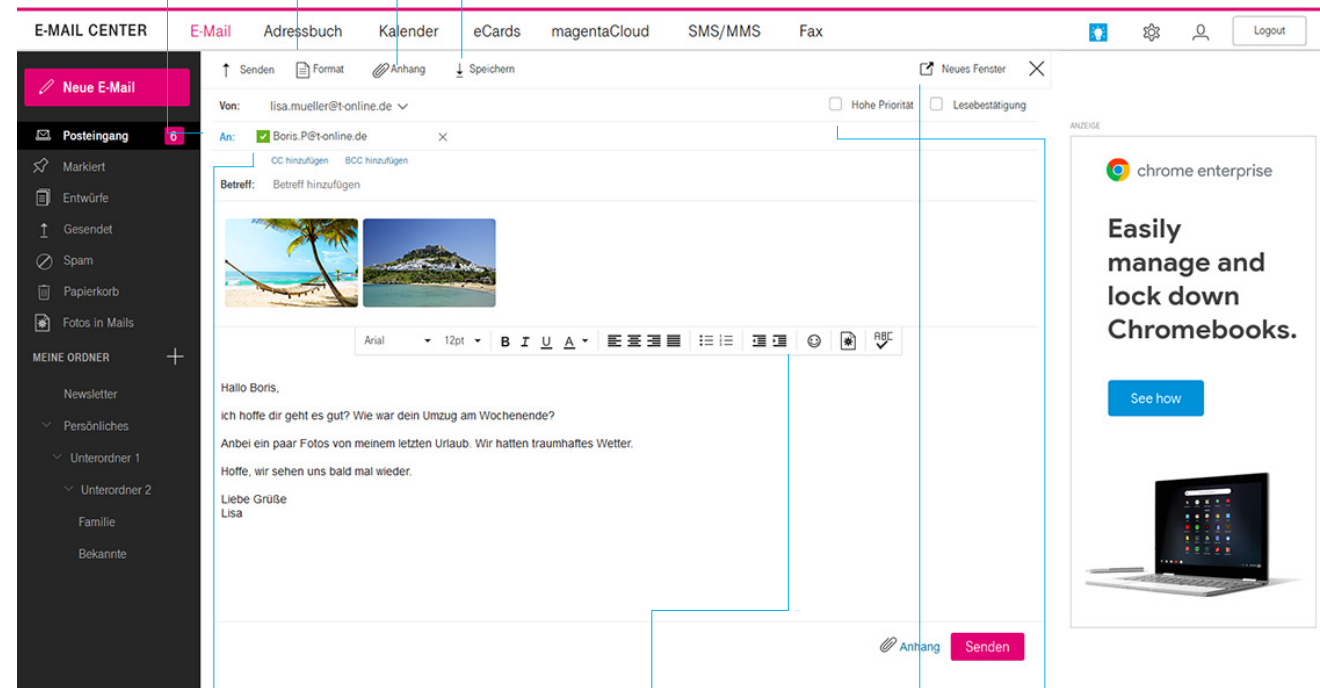 E-MAIL CENTER E-Mail Adressbuch Kalender eCards magentaCloud SMS/MMS Fax Logout
Neue E-Mail
Posteingang 6
Markiert
Entwürfe
Gesendet
Spam
Papierkorb
Fotos in Mails
MEINE ORDNER
Newsletter
Persönliches
Unterordner 1
Unterordner 2
Familie
Bekannte
Senden Format Anhang Speichern Neues Fenster
Von: lisa.mueller@t-online.de Hohe Priorität Lesebestätigung
An: Boris.P@t-online.de
CC hinzufügen BCC hinzufügen
Betreff: Betreff hinzufügen
Arial 12pt B I U A ABC
Hallo Boris,
ich hoffe dir geht es gut? Wie war dein Umzug am Wochenende?
Anbei ein paar Fotos von meinem letzten Urlaub. Wir hatten traumhaftes Wetter.
Hoffe, wir sehen uns bald mal wieder.
Liebe Grüße
Lisa
Anhang Senden
ANZEIGE
chrome enterprise
Easily
manage and
lock down
Chromebooks.
See how